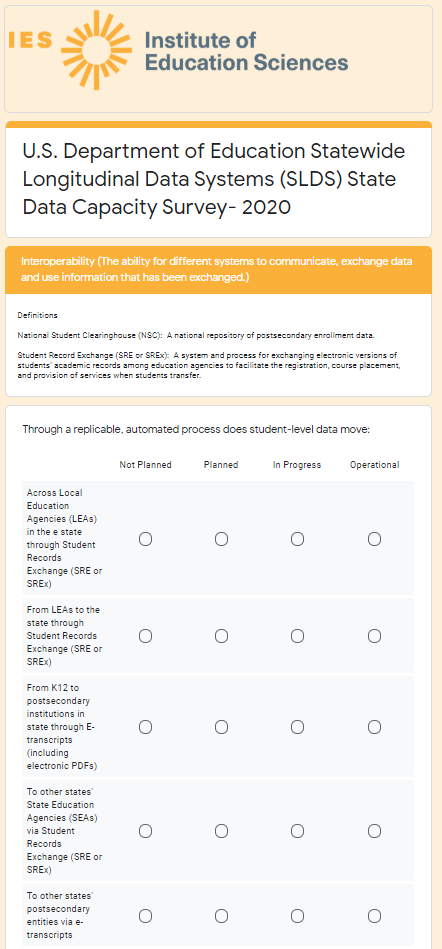 IES
Institute of
Education Sciences
U.S. Department of Education Statewide
Longitudinal Data Systems (SLDS) State
Data Capacity Survey- 2020
Interoperability (The ability for different systems to communicate, exchange data
and use information that has been exchanged.)
Definitions
National Student Clearinghouse (NSC): A national repository of postsecondary enrollment data.
Student Record Exchange (SRE or SREx): A system and process for exchanging electronic versions of
students' academic records among education agencies to facilitate the registration, course placement,
and provision of services when students transfer.
Through a replicable, automated process does student-level data move:
Not Planned Planned In Progress Operational
Across Local
Education
Agencies (LEAs)
in the e state
through Student
Records
Exchange (SRE or
SREx)
From LEAs to the
state through
Student Records
Exchange (SRE or
SREx)
From K12 to
postsecondary
institutions in
state through E-
transcripts
(including
electronic PDFs)
To other states'
State Education
Agencies (SEAs)
via Student
Records
Exchange (SRE or
SREx)
To other states'
postsecondary
entities via e-
transcripts